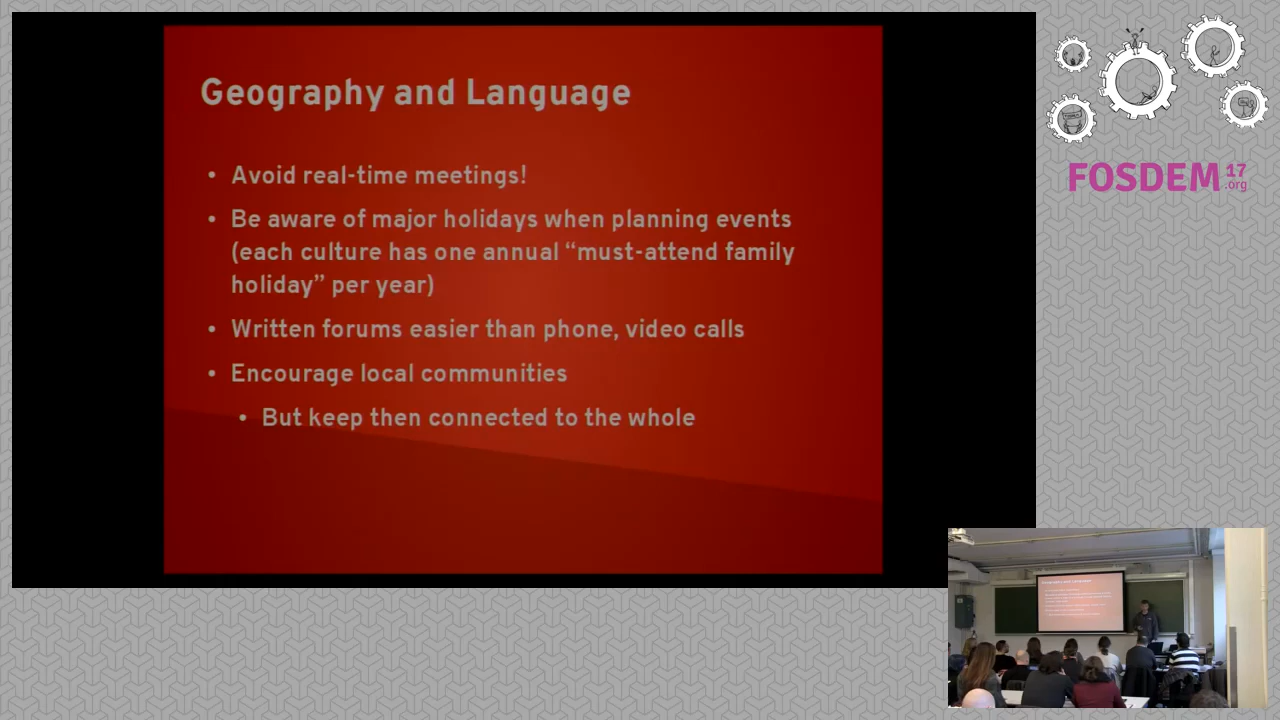 Geography and Language
• Avoid real-time meetings!
• Be aware of major holidays when planning events
(each culture has one annual “must-attend family
holiday” per year)
• Written forums easier than phone, video calls
• Encourage local communities
• But keep then connected to the whole
FOSDEM 17
.org